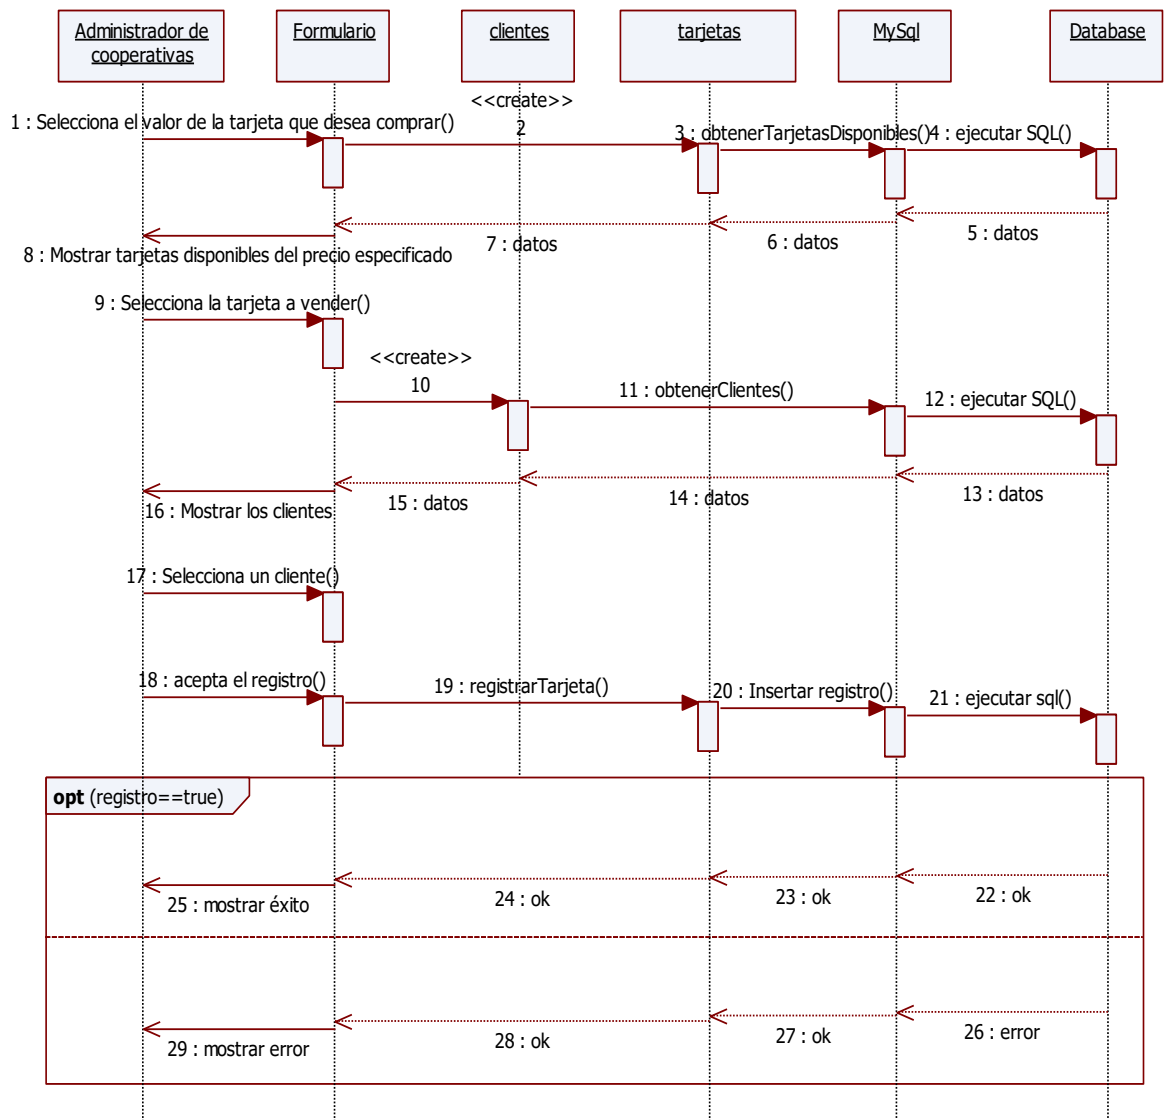 Administrador de
cooperativas
Formulario
clientes
tarjetas
MySql
Database
<<create>>
1 : Selecciona el valor de la tarjeta que desea comprar()
2
3 : obtenerTarjetasDisponibles()
4 : ejecutar SQL()
5 : datos
6 : datos
7 : datos
8 : Mostrar tarjetas disponibles del precio especificado
9 : Selecciona la tarjeta a vender()
<<create>>
10
11 : obtenerClientes()
12 : ejecutar SQL()
13 : datos
14 : datos
15 : datos
16 : Mostrar los clientes
17 : Selecciona un cliente()
18 : acepta el registro()
19 : registrarTarjeta()
20 : Insertar registro()
21 : ejecutar sql()
opt (registro==true)
22 : ok
23 : ok
24 : ok
25 : mostrar éxito
26 : error
27 : ok
28 : ok
29 : mostrar error